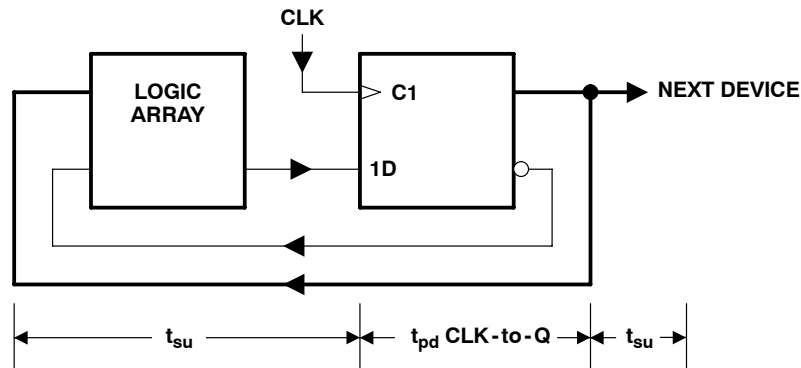 CLK
LOGIC
ARRAY
C1
NEXT DEVICE
1D
tsu
tpd CLK-to-Q
tsu